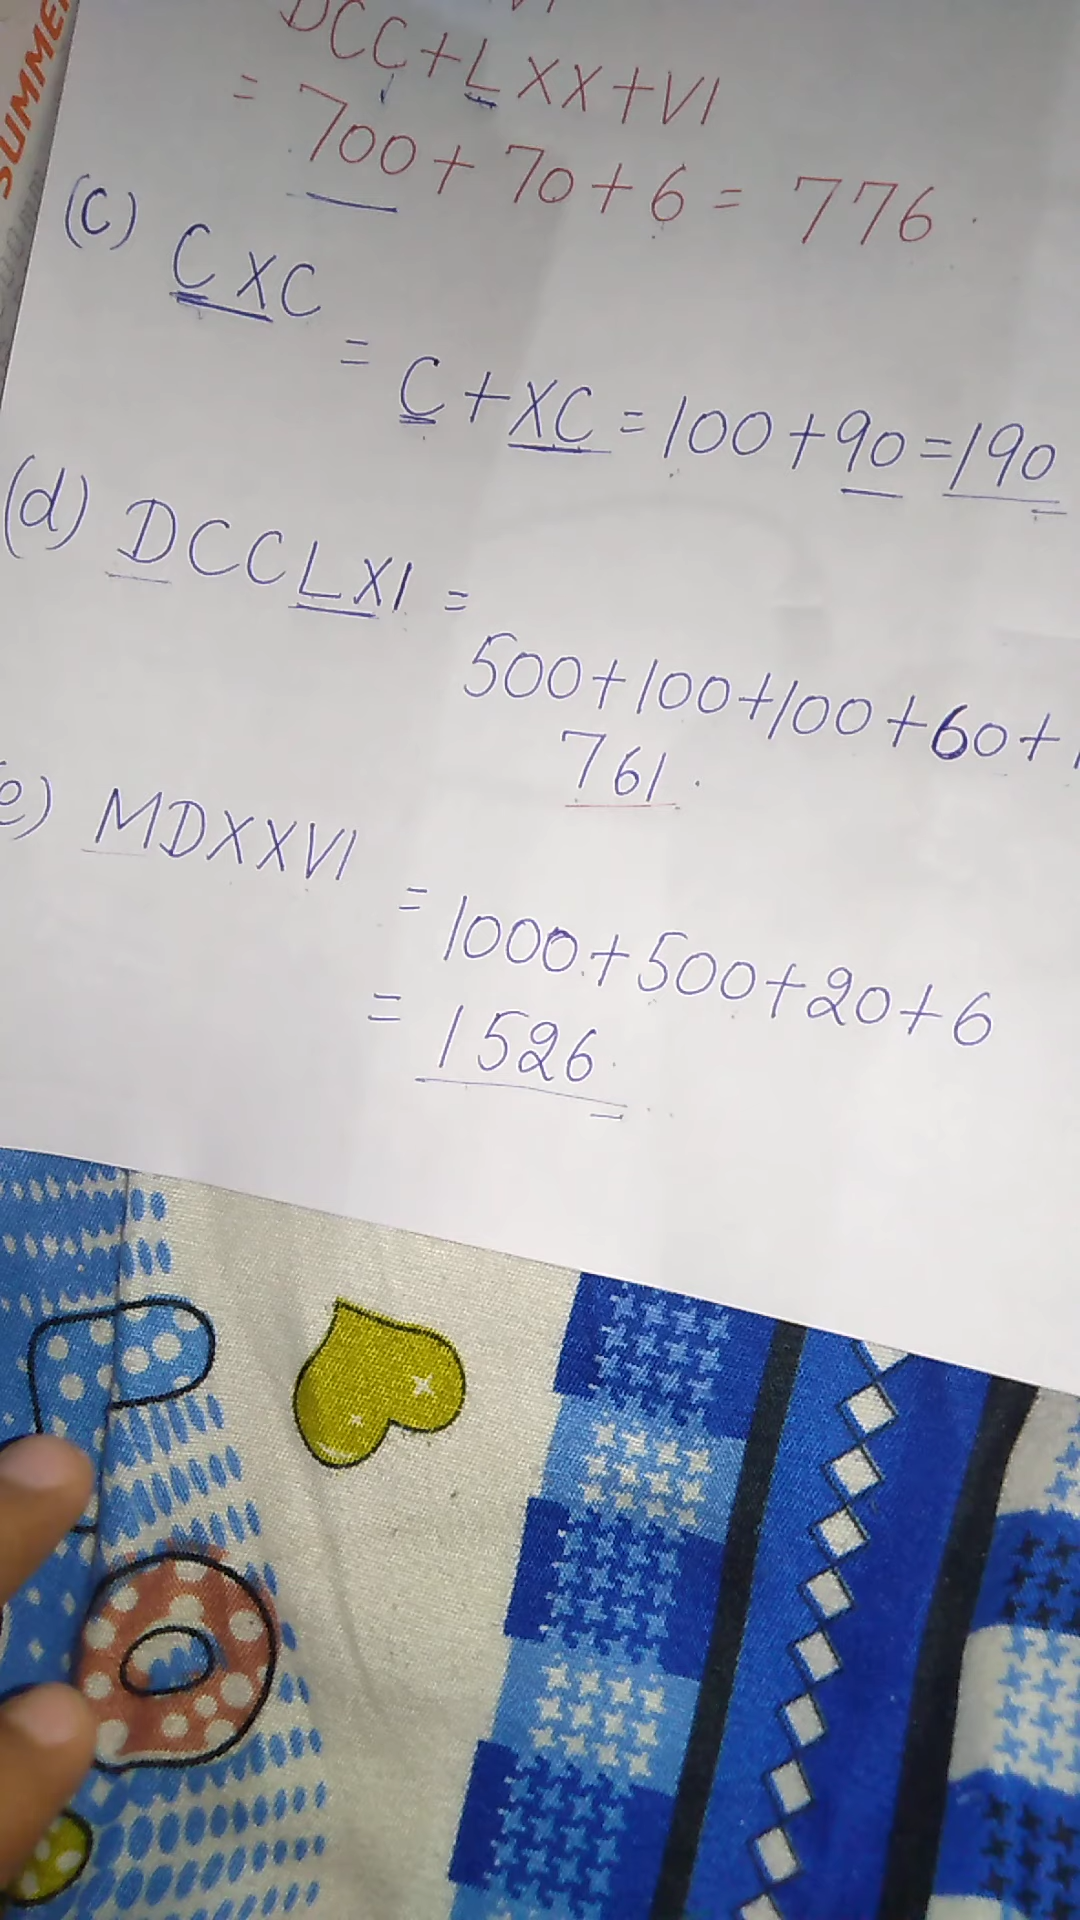 SUMME
DCC+LXX+VI
= 700+70+6= 776
(c) CXC
= C+XC=100+90=190
(d) DCCLXI =
500+100+100+60+
761.
e) MDXXVI
= 1000+500+20+6
= 1526